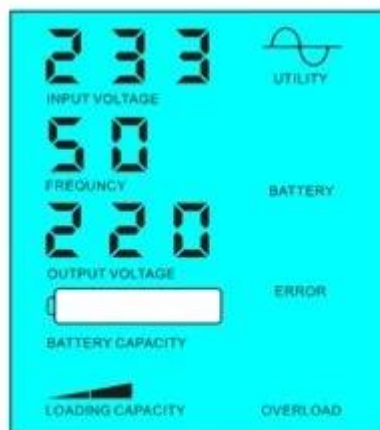 233
INPUT VOLTAGE
UTILITY
50
FREQUNCY
BATTERY
220
OUTPUT VOLTAGE
ERROR
BATTERY CAPACITY
LOADING CAPACITY
OVERLOAD